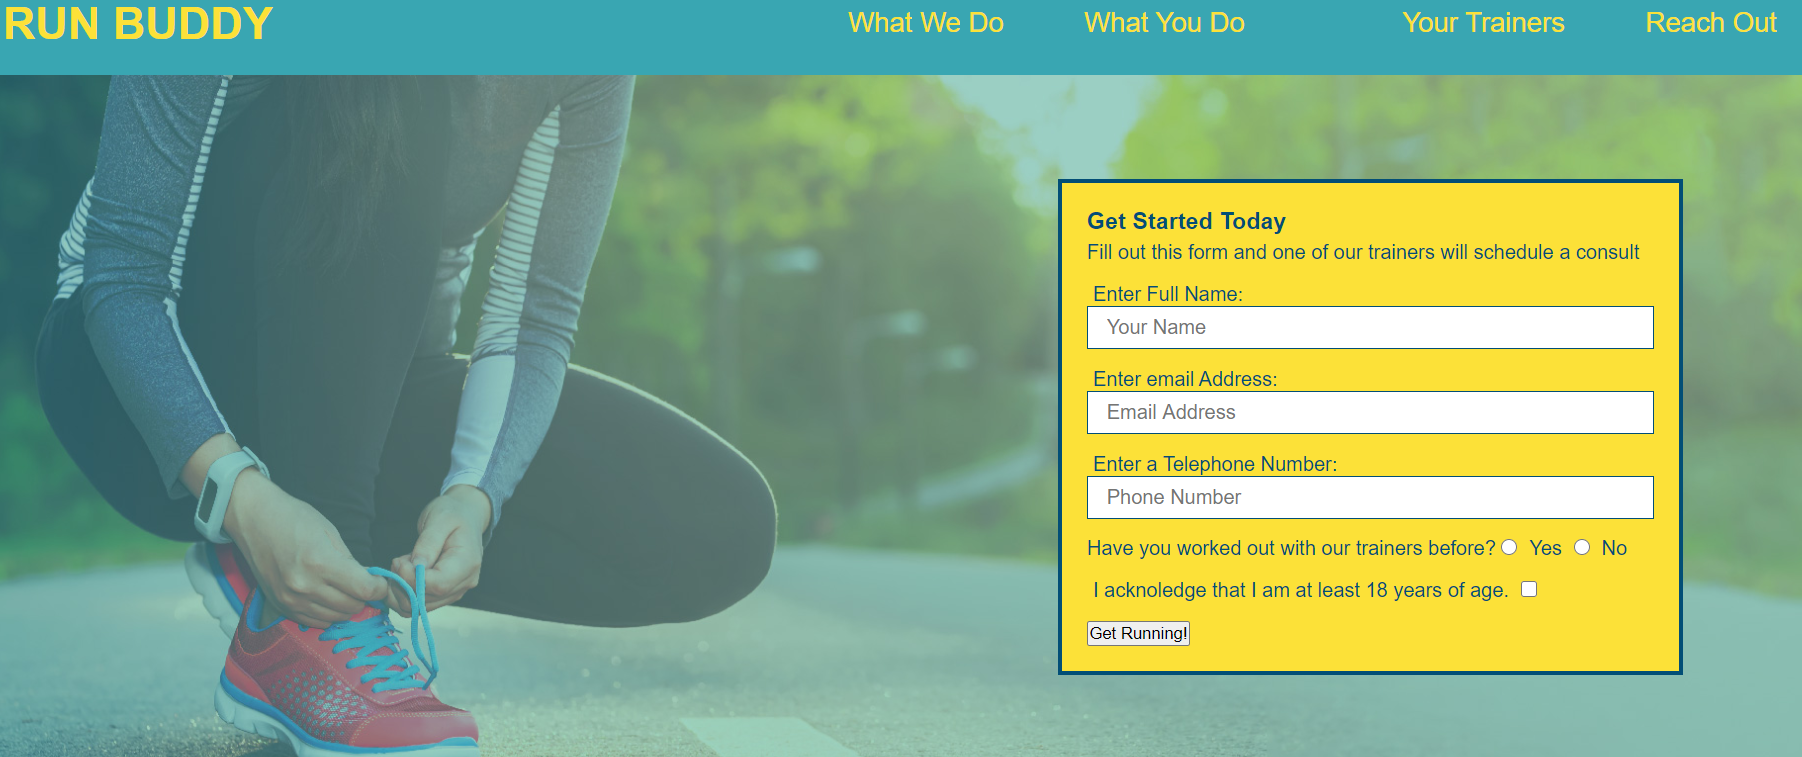 RUN BUDDY
What We Do
What You Do
Your Trainers
Reach Out
Get Started Today
Fill out this form and one of our trainers will schedule a consult
Enter Full Name:
Your Name
Enter email Address:
Email Address
Enter a Telephone Number:
Phone Number
Have you worked out with our trainers before? Yes No
I acknoledge that I am at least 18 years of age.
Get Running!